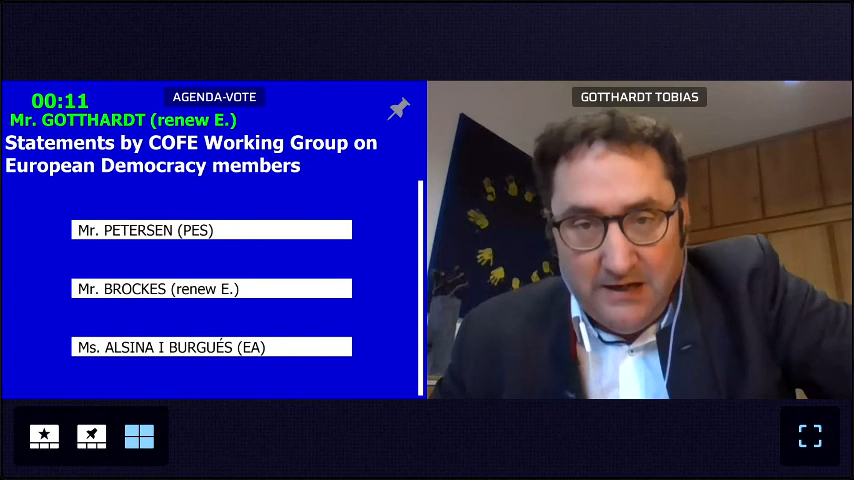 00:11
AGENDA-VOTE
Mr. GOTTHARDT (renew E.)
Statements by COFE Working Group on
European Democracy members
Mr. PETERSEN (PES)
Mr. BROCKES (renew E.)
Ms. ALSINA I BURGUÉS (EA)
GOTTHARDT TOBIAS